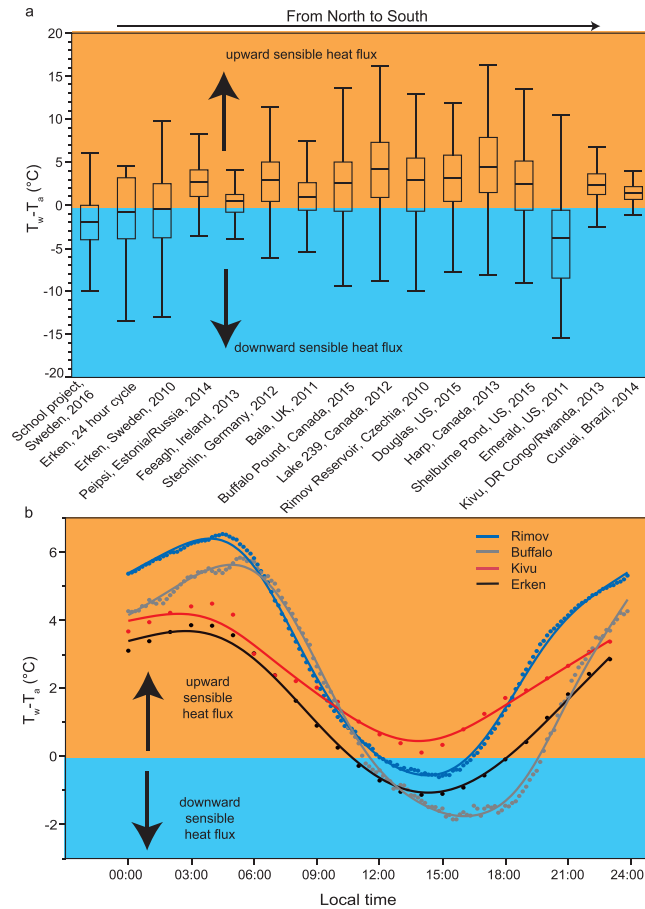 a
From North to South
upward sensible heat flux
downward sensible heat flux
Tw-Ta (°C)
20
15
10
5
0
-5
-10
-15
-20
School project,
Sweden, 2016
Erken, 24 hour cycle
Erken, Sweden, 2010
Peipsi, Estonia/Russia, 2014
Feeagh, Ireland, 2013
Stechlin, Germany, 2012
Bala, UK, 2011
Buffalo Pound, Canada, 2015
Lake 239, Canada, 2012
Rimov Reservoir, Czechia, 2010
Douglas, US, 2015
Harp, Canada, 2013
Shelburne Pond, US, 2015
Emerald, US, 2011
Kivu, DR Congo/Rwanda, 2013
Curuai, Brazil, 2014
b
Rimov
Buffalo
Kivu
Erken
upward
sensible
heat flux
downward
sensible
heat flux
Tw-Ta (°C)
6
4
2
0
-2
00:00 03:00 06:00 09:00 12:00 15:00 18:00 21:00 24:00
Local time